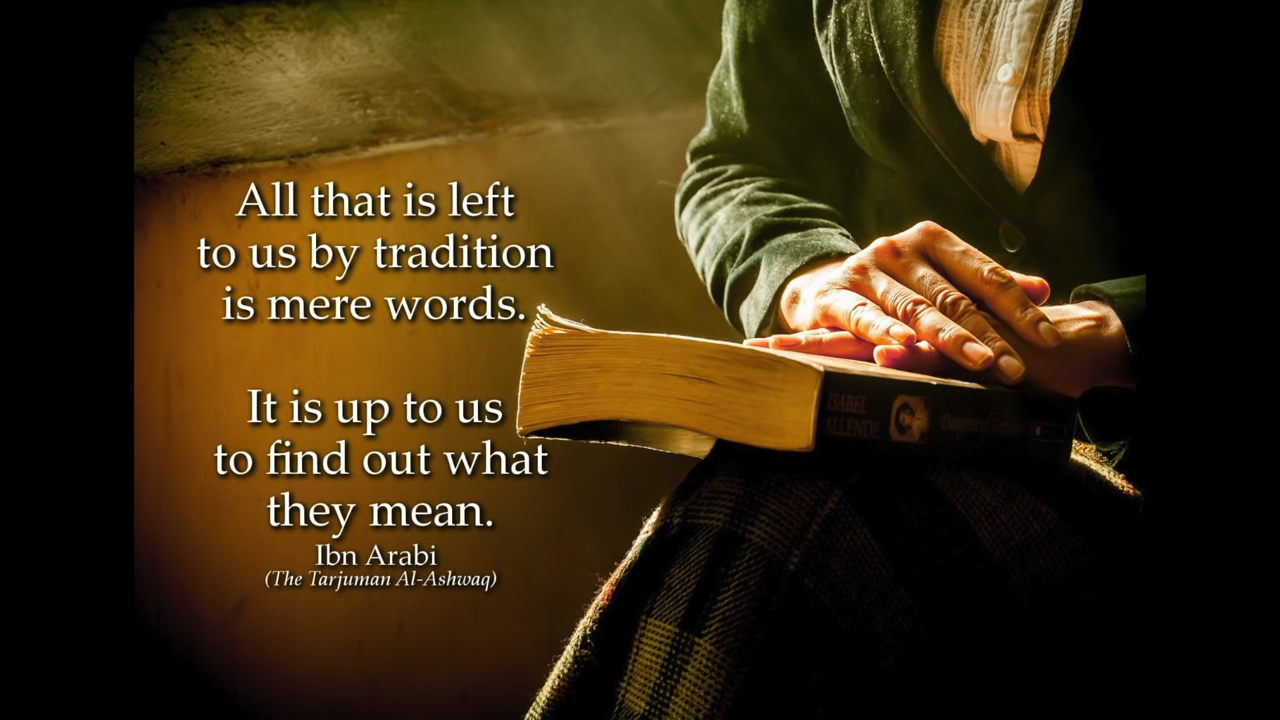 All that is left
to us by tradition
is mere words.
It is up to us
to find out what
they mean.
Ibn Arabi
(The Tarjuman Al-Ashwaq)
ISABEL
ALLENDE